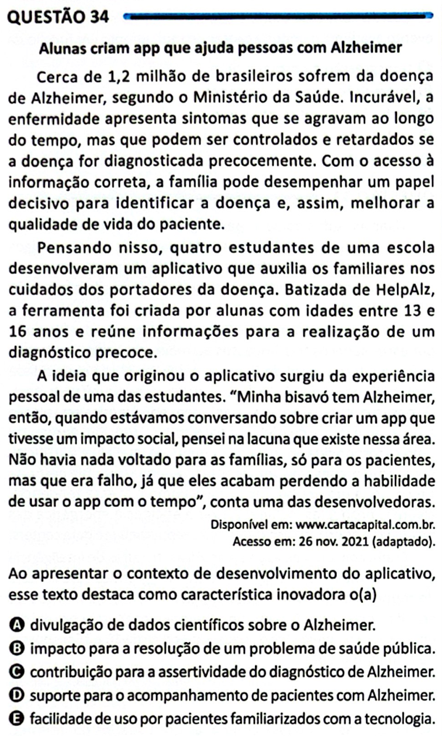 QUESTÃO 34
Alunas criam app que ajuda pessoas com Alzheimer
Cerca de 1,2 milhão de brasileiros sofrem da doença
de Alzheimer, segundo o Ministério da Saúde. Incurável, a
enfermidade apresenta sintomas que se agravam ao longo
do tempo, mas que podem ser controlados e retardados se
a doença for diagnosticada precocemente. Com o acesso à
informação correta, a família pode desempenhar um papel
decisivo para identificar a doença e, assim, melhorar a
qualidade de vida do paciente.
Pensando nisso, quatro estudantes de uma escola
desenvolveram um aplicativo que auxilia os familiares nos
cuidados dos portadores da doença. Batizada de HelpAlz,
a ferramenta foi criada por alunas com idades entre 13 e
16 anos e reúne informações para a realização de um
diagnóstico precoce.
A ideia que originou o aplicativo surgiu da experiência
pessoal de uma das estudantes. “Minha bisavó tem Alzheimer,
então, quando estávamos conversando sobre criar um app que
tivesse um impacto social, pensei na lacuna que existe nessa área.
Não havia nada voltado para as famílias, só para os pacientes,
mas que era falho, já que eles acabam perdendo a habilidade
de usar o app com o tempo”, conta uma das desenvolvedoras.
Disponível em: www.cartacapital.com.br.
Acesso em: 26 nov. 2021 (adaptado).
Ao apresentar o contexto de desenvolvimento do aplicativo,
esse texto destaca como característica inovadora o(a)
A divulgação de dados científicos sobre o Alzheimer.
B impacto para a resolução de um problema de saúde pública.
C contribuição para a assertividade do diagnóstico de Alzheimer.
D suporte para o acompanhamento de pacientes com Alzheimer.
E facilidade de uso por pacientes familiarizados com a tecnologia.